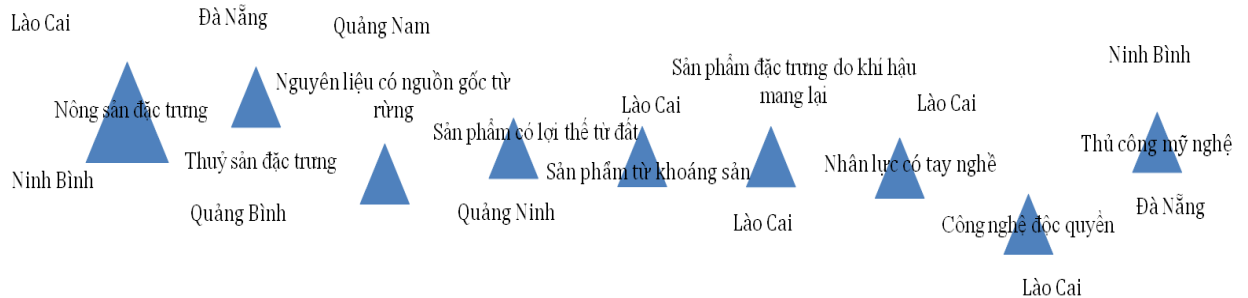 Lào Cai
Nông sản đặc trưng
Ninh Bình
Đà Nẵng
Thuỷ sản đặc trưng
Quảng Bình
Quảng Nam
Nguyên liệu có nguồn gốc từ
rừng
Sản phẩm có lợi thế từ đất
Quảng Ninh
Lào Cai
Sản phẩm từ khoáng sản
Sản phẩm đặc trưng do khí hậu
mang lại
Lào Cai
Lào Cai
Nhân lực có tay nghề
Công nghệ độc quyền
Lào Cai
Ninh Bình
Thủ công mỹ nghệ
Đà Nẵng